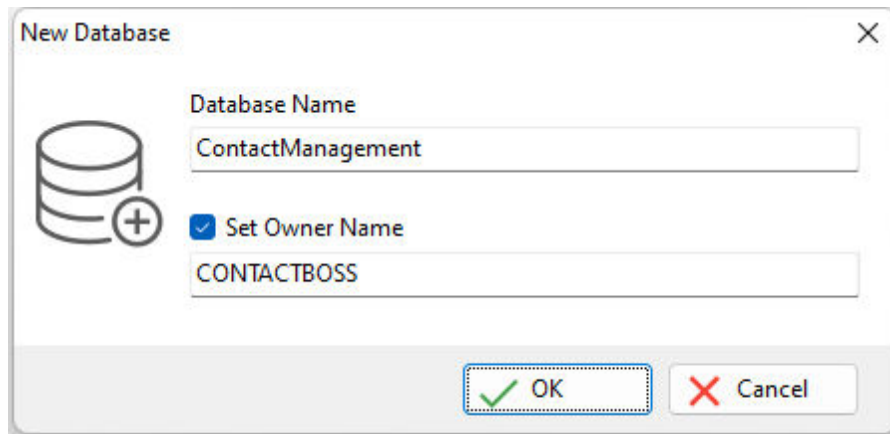 New Database
Database Name
ContactManagement
Set Owner Name
CONTACTBOSS
OK
Cancel